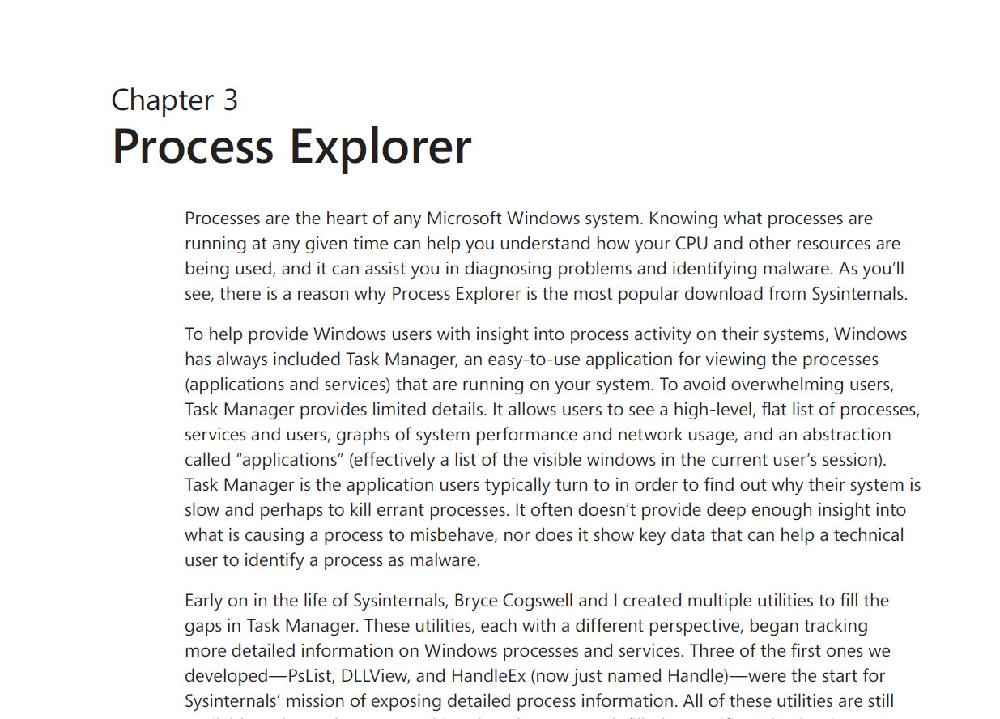 Chapter 3
Process Explorer
Processes are the heart of any Microsoft Windows system. Knowing what processes are
running at any given time can help you understand how your CPU and other resources are
being used, and it can assist you in diagnosing problems and identifying malware. As you’ll
see, there is a reason why Process Explorer is the most popular download from Sysinternals.
To help provide Windows users with insight into process activity on their systems, Windows
has always included Task Manager, an easy-to-use application for viewing the processes
(applications and services) that are running on your system. To avoid overwhelming users,
Task Manager provides limited details. It allows users to see a high-level, flat list of processes,
services and users, graphs of system performance and network usage, and an abstraction
called “applications” (effectively a list of the visible windows in the current user’s session).
Task Manager is the application users typically turn to in order to find out why their system is
slow and perhaps to kill errant processes. It often doesn’t provide deep enough insight into
what is causing a process to misbehave, nor does it show key data that can help a technical
user to identify a process as malware.
Early on in the life of Sysinternals, Bryce Cogswell and I created multiple utilities to fill the
gaps in Task Manager. These utilities, each with a different perspective, began tracking
more detailed information on Windows processes and services. Three of the first ones we
developed—PsList, DLLView, and HandleEx (now just named Handle)—were the start for
Sysinternals’ mission of exposing detailed process information. All of these utilities are still